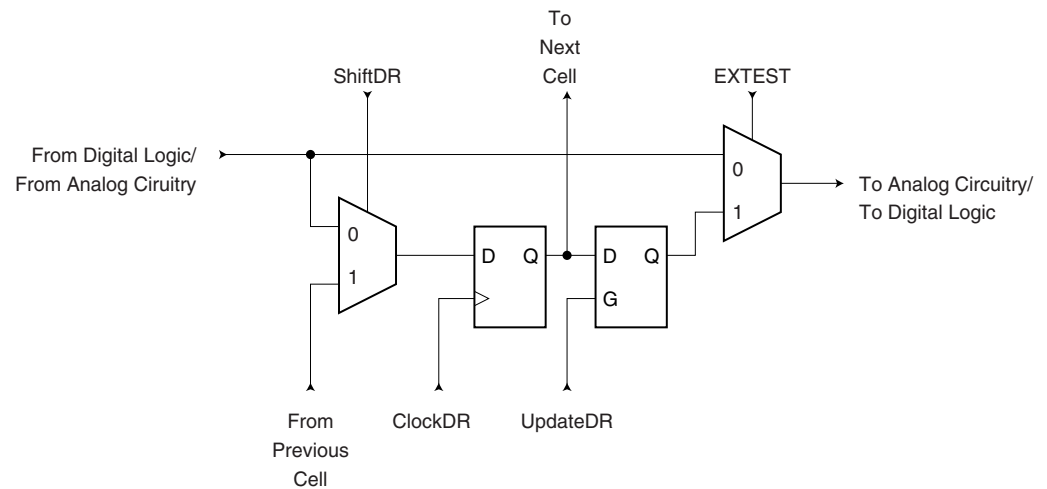 To
Next
Cell
ShiftDR
EXTEST
From Digital Logic/
From Analog Ciruitry
0
1
D Q
D Q
G
0
1
To Analog Circuitry/
To Digital Logic
From
Previous
Cell
ClockDR
UpdateDR